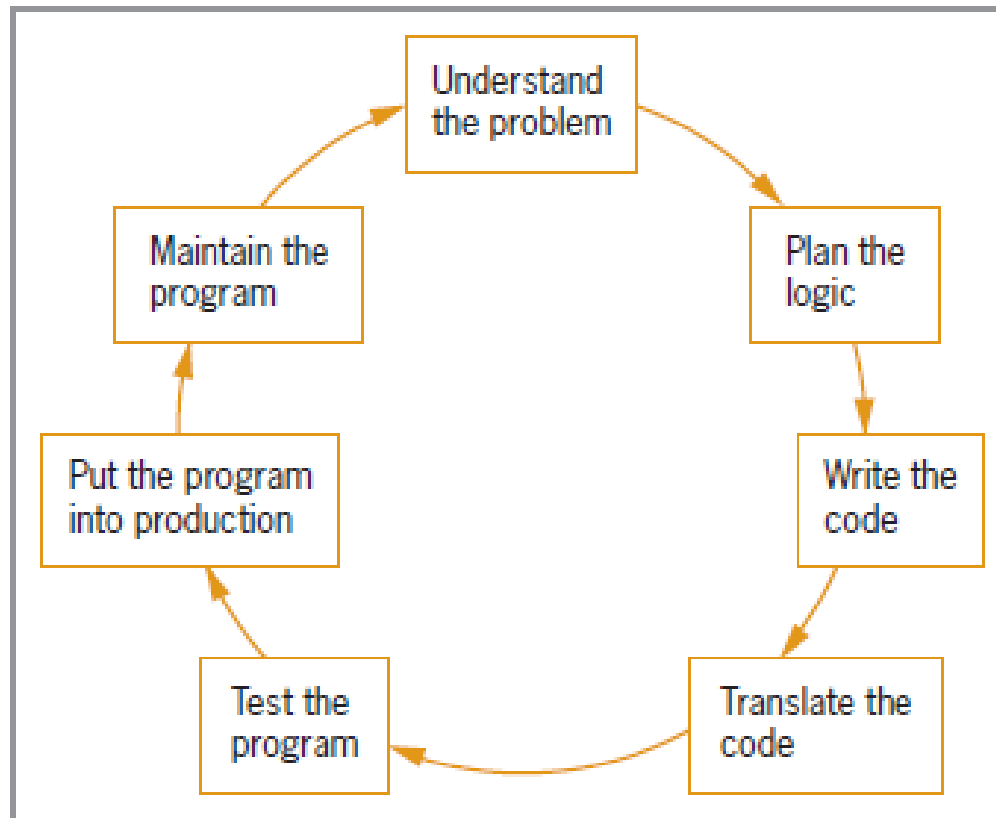 Understand
the problem
Plan the
logic
Write the
code
Translate the
code
Test the
program
Put the program
into production
Maintain the
program